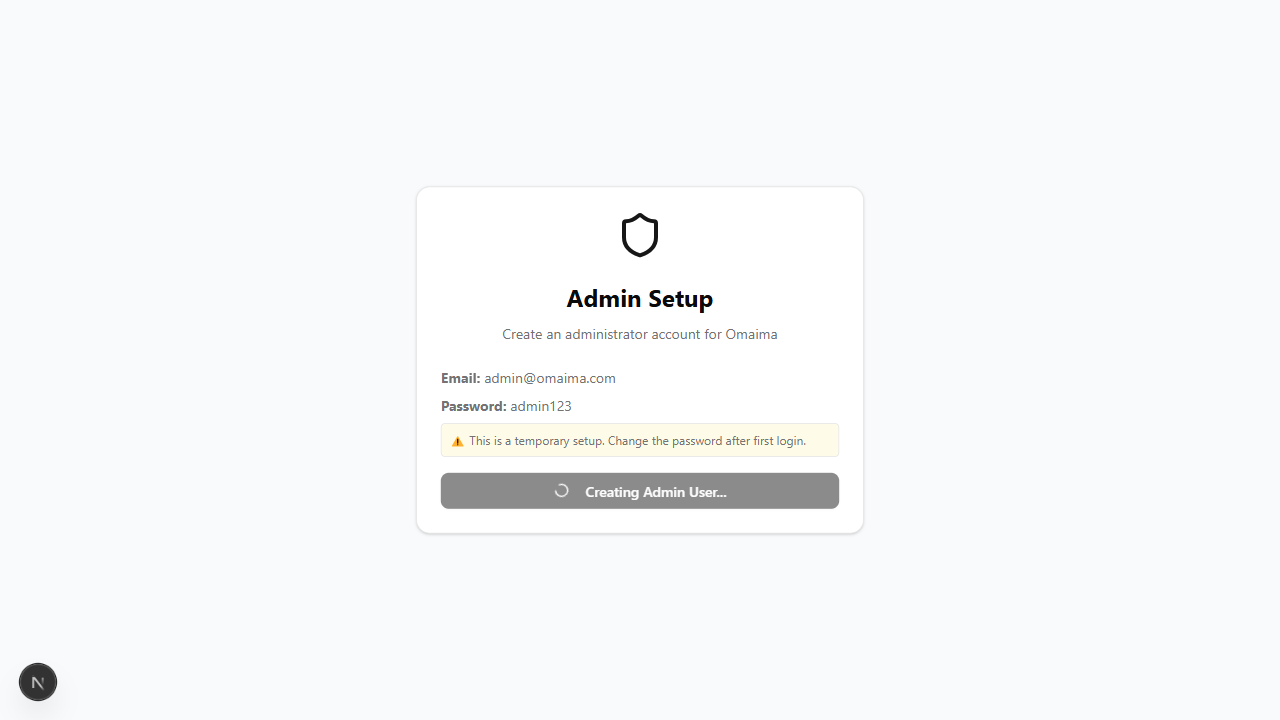 Admin Setup
Create an administrator account for Omaima
Email: admin@omaima.com
Password: admin123
⚠️ This is a temporary setup. Change the password after first login.
Creating Admin User...
N